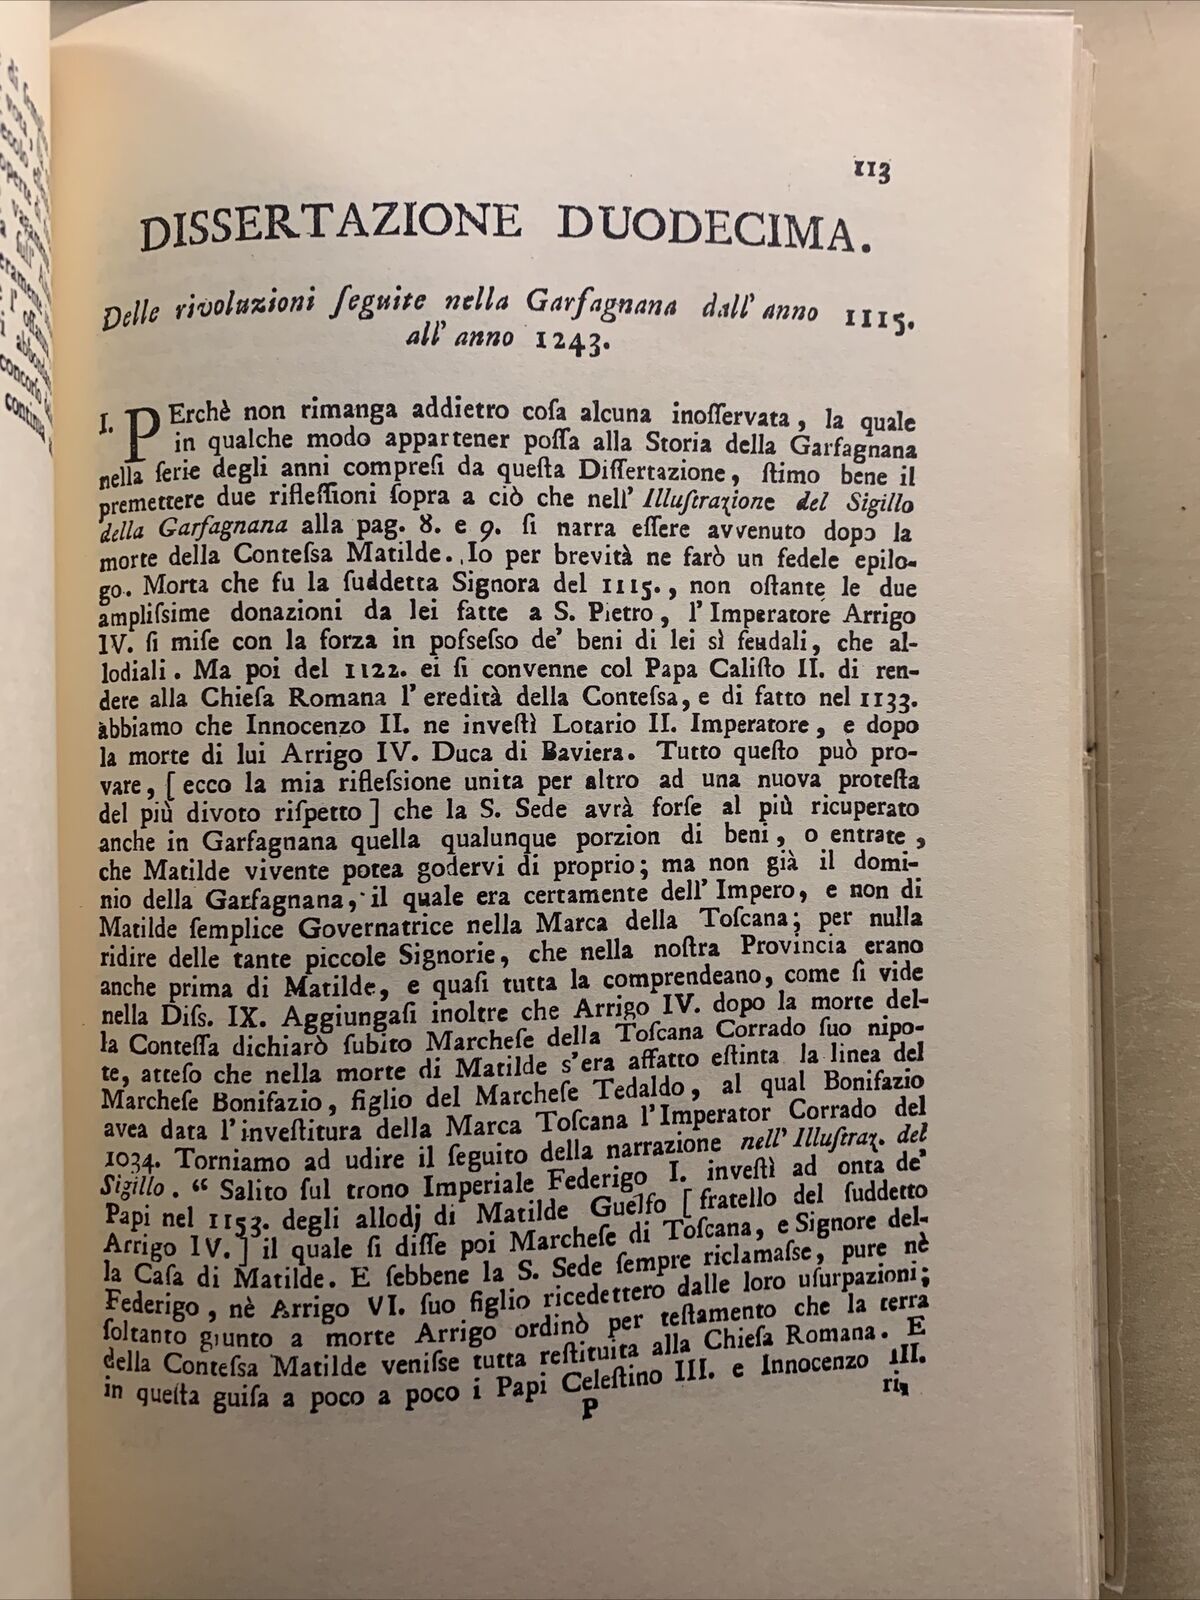 113
DISSERTAZIONE DUODECIMA.
Delle rivoluzioni ſeguite nella Garfagnana dall' anno 1115.
all' anno 1243.
I. PErchè non rimanga addietro coſa alcuna inoſſervata, la quale
in qualche modo appartener poſſa alla Storia della Garfagnana
nella ſerie degli anni compreſi da queſta Diſſertazione, ſtimo bene il
premettere due rifleſſioni ſopra a ciò che nell' Illuſtrazione del Sigillo
della Garfagnana alla pag. 8. e 9. ſi narra eſſere avvenuto dopo la
morte della Conteſsa Matilde. Io per brevità ne farò un fedele epilo-
go. Morta che fu la ſuddetta Signora del 1115., non oſtante le due
ampliſsime donazioni da lei fatte a S. Pietro, l' Imperatore Arrigo
IV. ſi miſe con la forza in poſseſso de' beni di lei sì feudali, che al-
lodiali. Ma poi del 1122. ei ſi convenne col Papa Caliſto II. di ren-
dere alla Chieſa Romana l' eredità della Conteſsa, e di fatto nel 1133.
abbiamo che Innocenzo II. ne inveſtì Lotario II. Imperatore, e dopo
la morte di lui Arrigo IV. Duca di Baviera. Tutto queſto può pro-
vare, [ ecco la mia rifleſsione unita per altro ad una nuova proteſta
del più divoto riſpetto ] che la S. Sede avrà forſe al più ricuperato
anche in Garfagnana quella qualunque porzion di beni, o entrate,
che Matilde vivente potea godervi di proprio; ma non già il domi-
nio della Garfagnana, il quale era certamente dell' Impero, e non di
Matilde ſemplice Governatrice nella Marca della Toſcana; per nulla
ridire delle tante piccole Signorie, che nella noſtra Provincia erano
anche prima di Matilde, e quaſi tutta la comprendeano, come ſi vide
nella Diſs. IX. Aggiungaſi inoltre che Arrigo IV. dopo la morte del-
la Conteſſa dichiarò ſubito Marcheſe della Toſcana Corrado ſuo nipo-
te, atteſo che nella morte di Matilde s'era affatto eſtinta la linea del
Marcheſe Bonifazio, figlio del Marcheſe Tedaldo, al qual Bonifazio
avea data l'inveſtitura della Marca Toſcana l'Imperator Corrado del
1034. Torniamo ad udire il ſeguito della narrazione nell' Illuſtraz. del
Sigillo. “ Salito ſul trono Imperiale Federigo I. inveſtì ad onta de'
Papi nel 1153. degli allodj di Matilde Guelfo [ fratello del ſuddetto
Arrigo IV. ] il quale ſi diſſe poi Marcheſe di Toſcana, e Signore del-
la Caſa di Matilde. E ſebbene la S. Sede ſempre riclamaſse, pure nè
Federigo, nè Arrigo VI. ſuo figlio ricedettero dalle loro uſurpazioni;
ſoltanto giunto a morte Arrigo ordinò per teſtamento che la terra
della Conteſsa Matilde veniſse tutta reſtituita alla Chieſa Romana. E
in queſta guiſa a poco a poco i Papi Celeſtino III. e Innocenzo III.
P
ri-